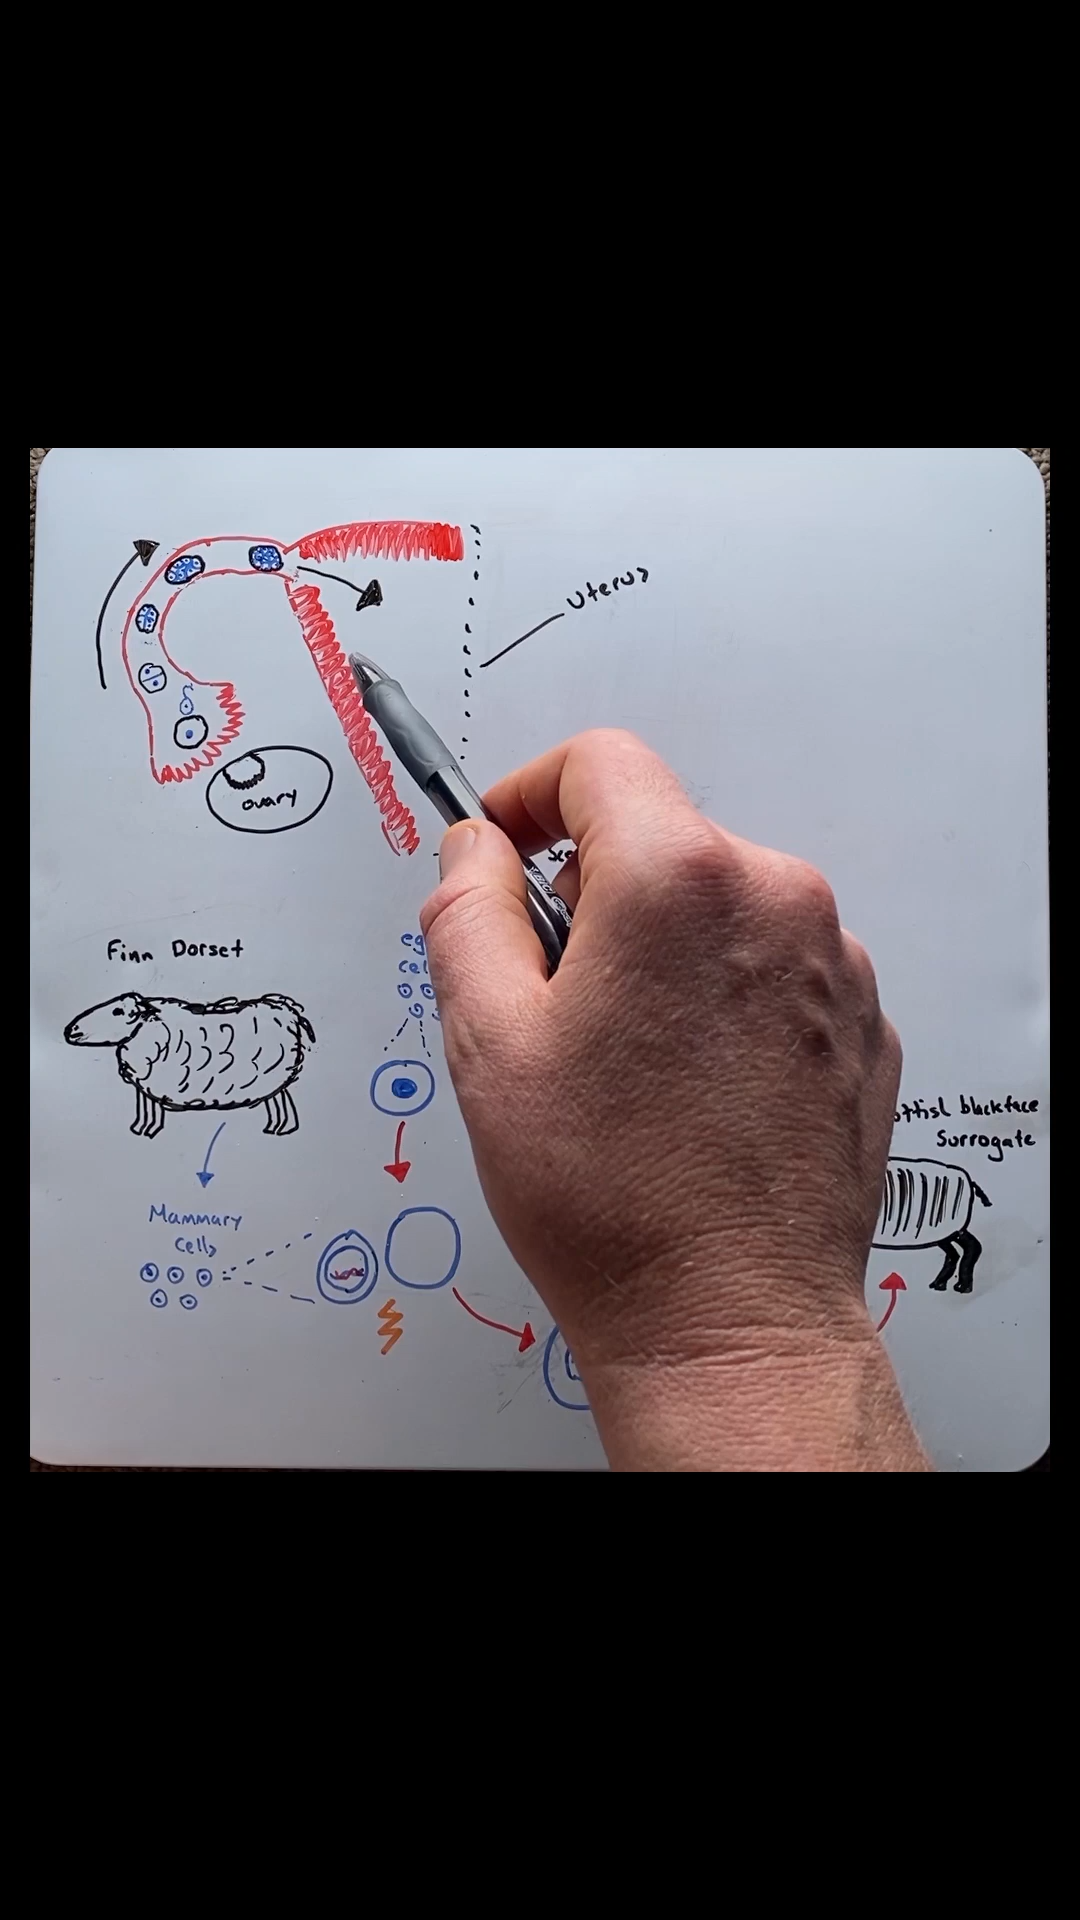 uterus
ovary
Finn Dorset
Mammary
Cells
blackface
Surrogate